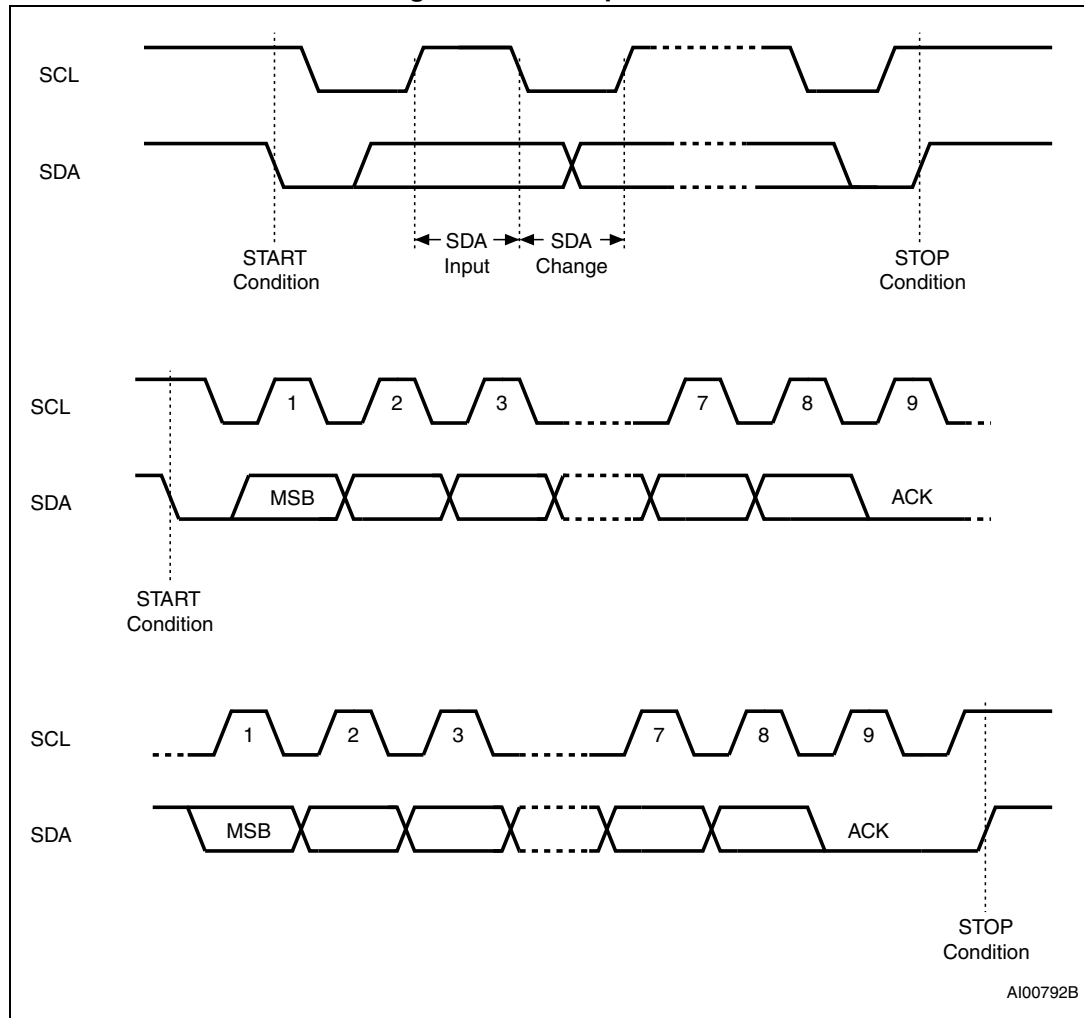 SCL
SDA
START
Condition
SDA
Input
SDA
Change
STOP
Condition
SCL
1 2 3 7 8 9
SDA
MSB
ACK
START
Condition
SCL
1 2 3 7 8 9
SDA
MSB
ACK
STOP
Condition
AI00792B